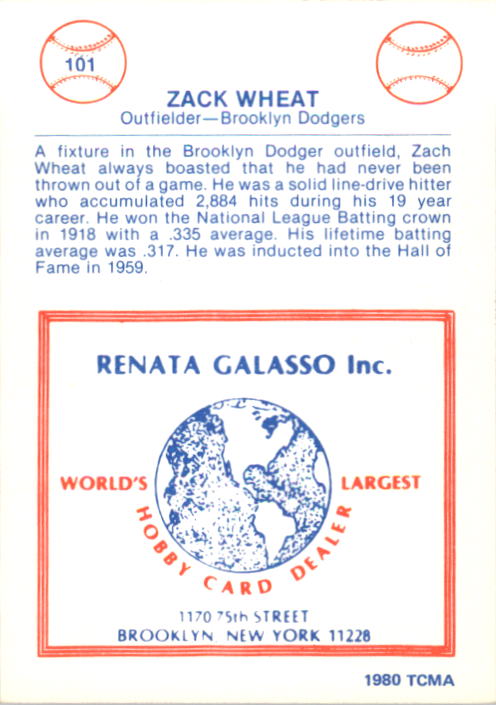 101
ZACK WHEAT
Outfielder—Brooklyn Dodgers
A fixture in the Brooklyn Dodger outfield, Zach
Wheat always boasted that he had never been
thrown out of a game. He was a solid line-drive hitter
who accumulated 2,884 hits during his 19 year
career. He won the National League Batting crown
in 1918 with a .335 average. His lifetime batting
average was .317. He was inducted into the Hall of
Fame in 1959.
RENATA GALASSO Inc.
WORLD'S LARGEST
HOBBY CARD DEALER
1170 75th STREET
BROOKLYN, NEW YORK 11228
1980 TCMA